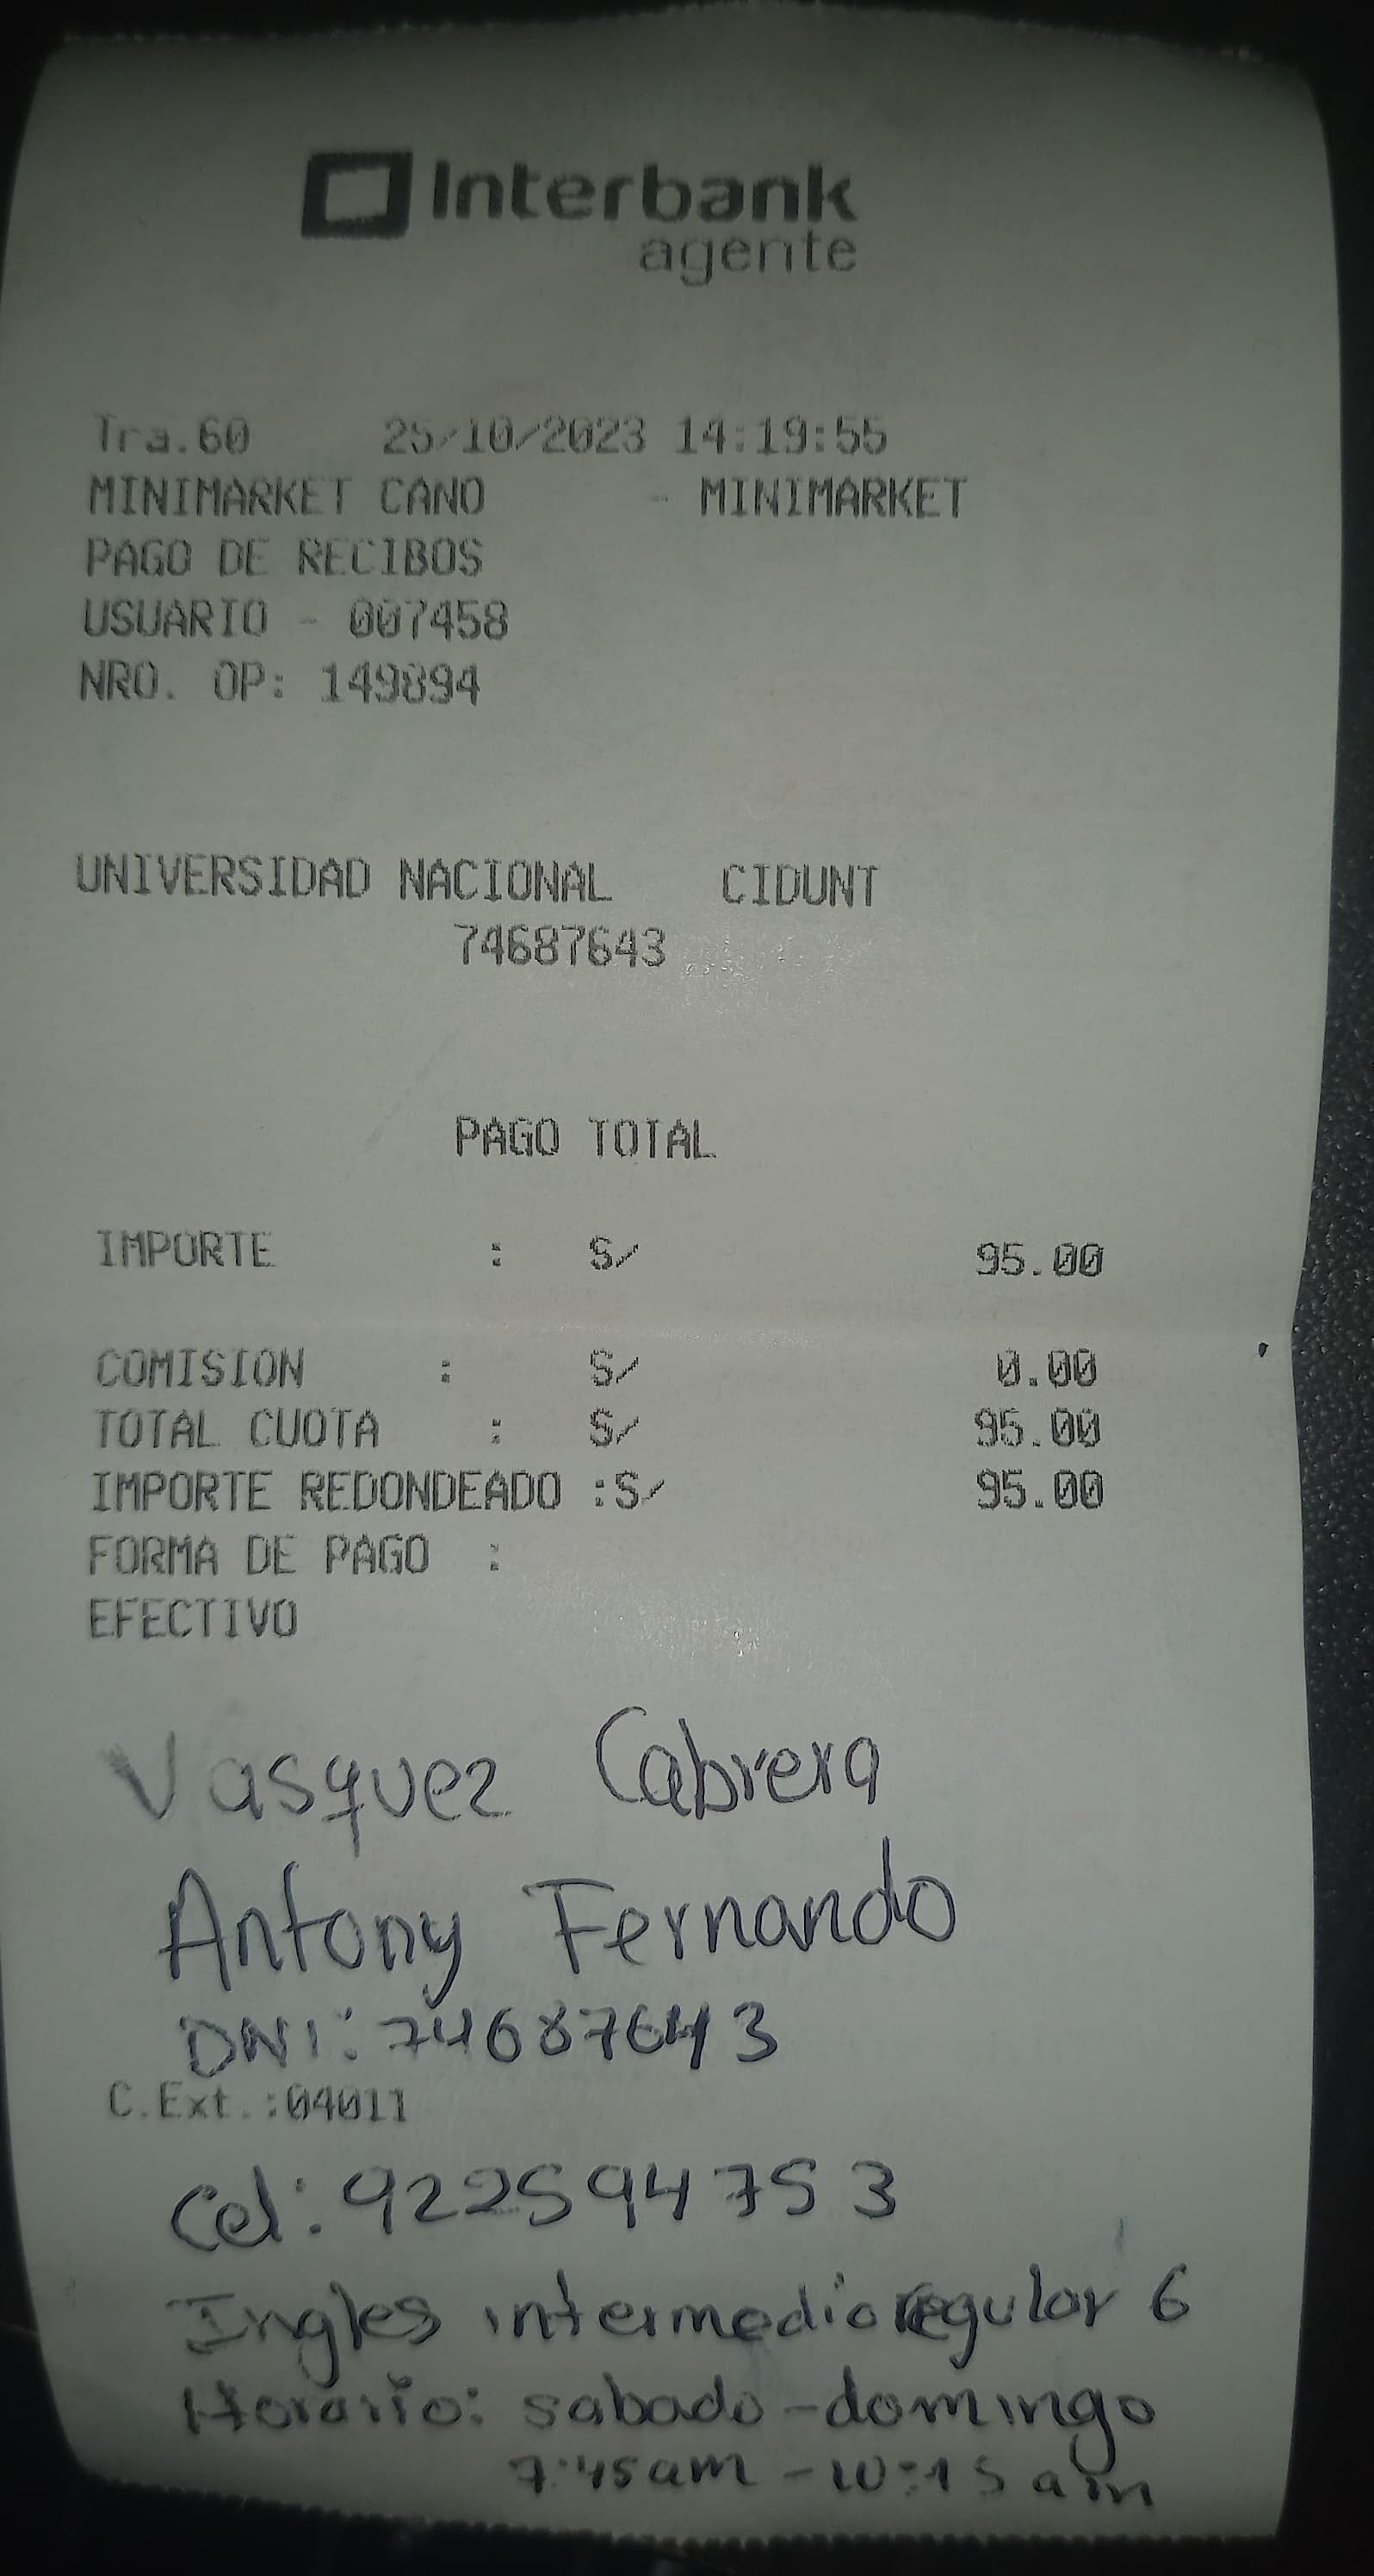 Interbank
agente
Tra.60 25/10/2023 14:19:55
MINIMARKET CANO - MINIMARKET
PAGO DE RECIBOS
USUARIO - 007458
NRO. OP: 149894
UNIVERSIDAD NACIONAL CIDUNT
74687643
PAGO TOTAL
IMPORTE : S/ 95.00
COMISION : S/ 0.00
TOTAL CUOTA : S/ 95.00
IMPORTE REDONDEADO :S/ 95.00
FORMA DE PAGO :
EFECTIVO
Vasquez Cabrera
Antony Fernando
DNI: 74687643
C.Ext.:04011
Cel: 922594753
Ingles intermedio regular 6
Horario: sabado - domingo
7:45am - 10:15am